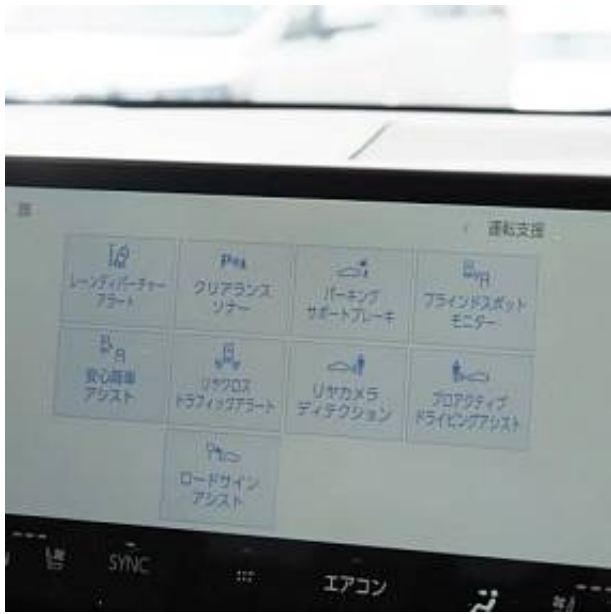 運転支援
レーンディパーチャー
アラート
クリアランス
ソナー
パーキング
サポートブレーキ
ブラインドスポット
モニター
安心降車
アシスト
リヤクロス
トラフィックアラート
リヤカメラ
ディテクション
プロアクティブ
ドライビングアシスト
ロードサイン
アシスト
SYNC
エアコン